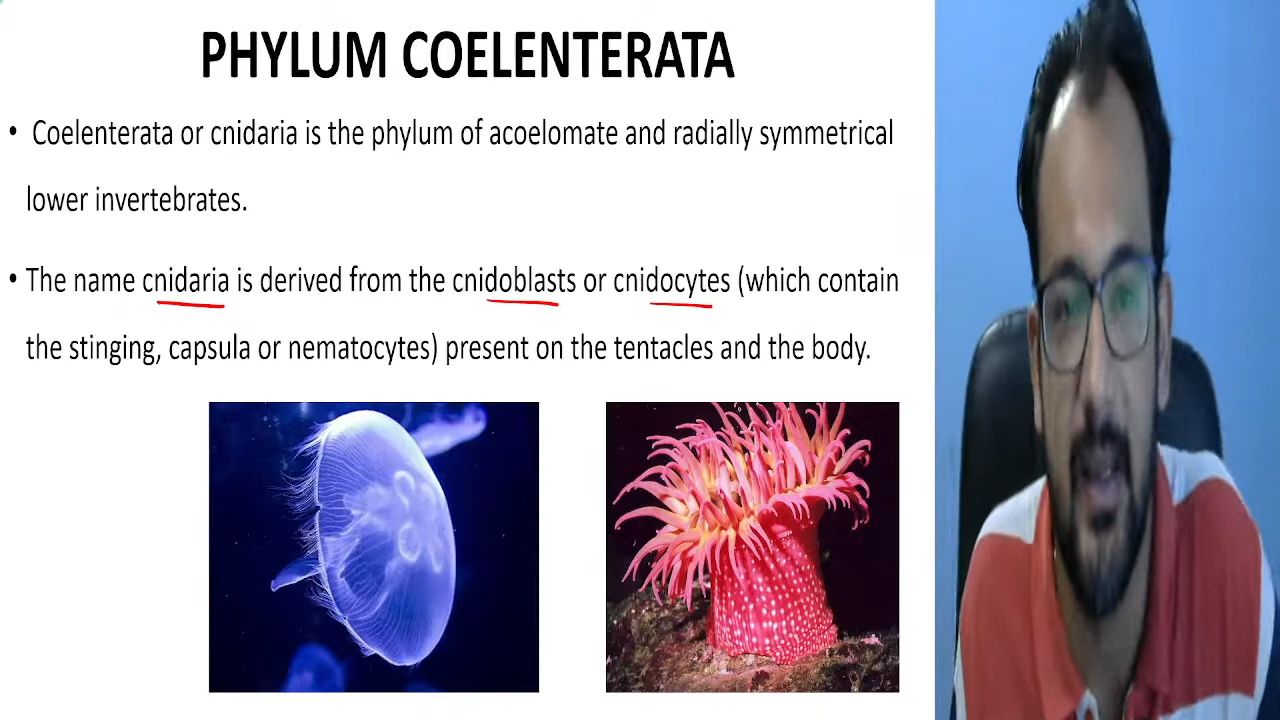 PHYLUM COELENTERATA
• Coelenterata or cnidaria is the phylum of acoelomate and radially symmetrical
lower invertebrates.
• The name cnidaria is derived from the cnidoblasts or cnidocytes (which contain
the stinging, capsula or nematocytes) present on the tentacles and the body.